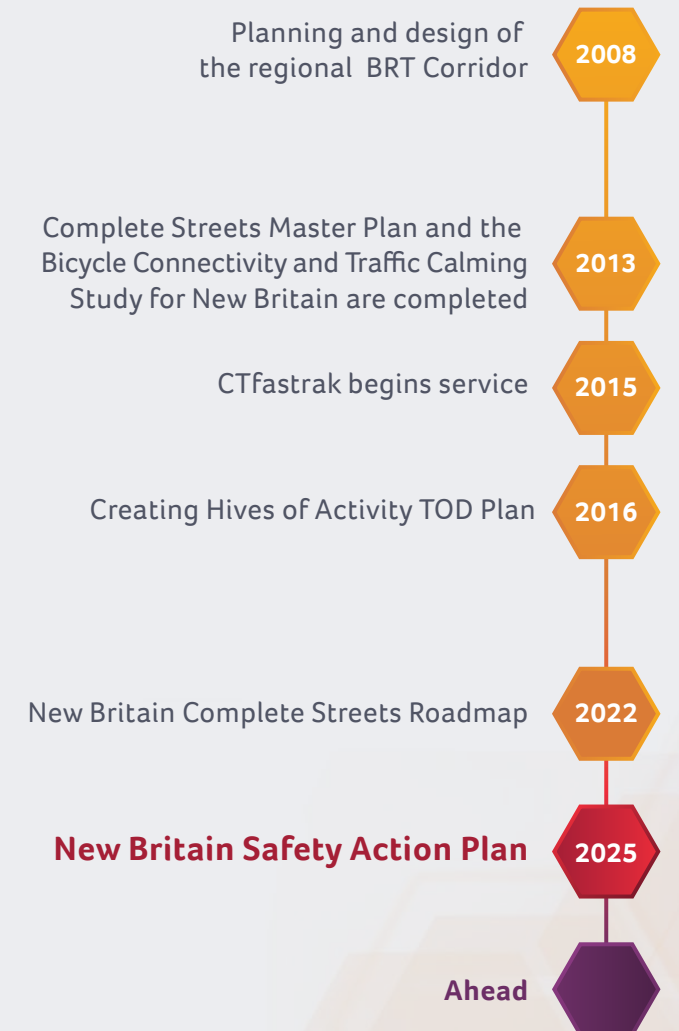 Planning and design of
the regional BRT Corridor
2008
Complete Streets Master Plan and the
Bicycle Connectivity and Traffic Calming
Study for New Britain are completed
2013
CTfastrak begins service
2015
Creating Hives of Activity TOD Plan
2016
New Britain Complete Streets Roadmap
2022
New Britain Safety Action Plan
2025
Ahead